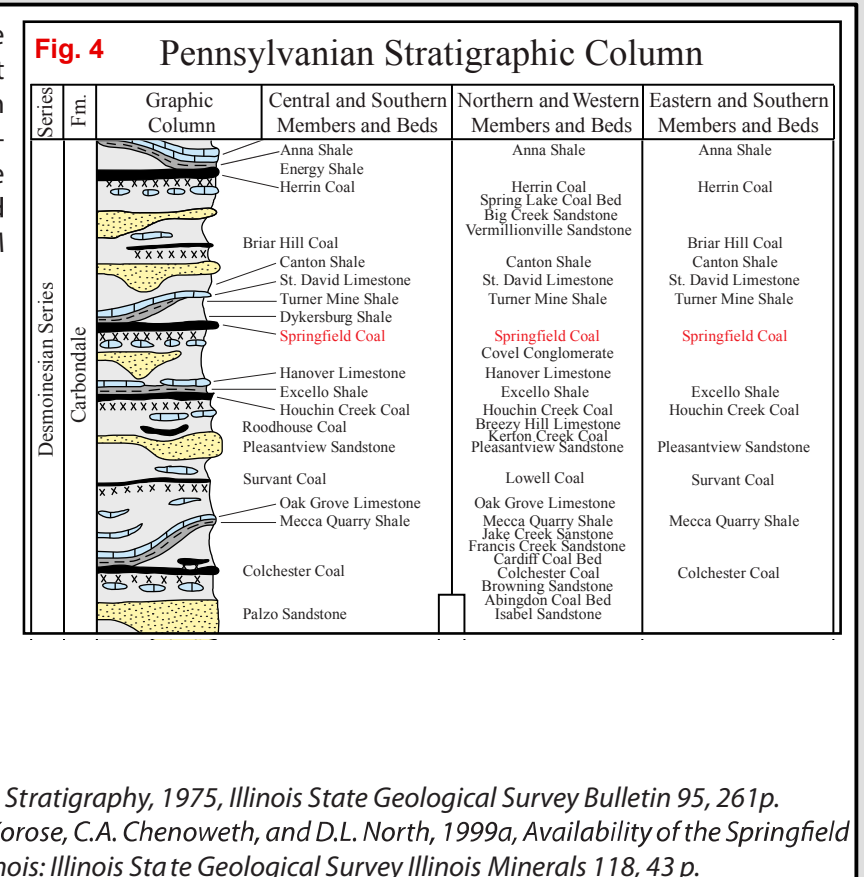 Fig. 4
Pennsylvanian Stratigraphic Column
Series
Fm.
Graphic
Column
Central and Southern
Members and Beds
Northern and Western
Members and Beds
Eastern and Southern
Members and Beds
Desmoinesian Series
Carbondale
Anna Shale
Energy Shale
Herrin Coal
Briar Hill Coal
Canton Shale
St. David Limestone
Turner Mine Shale
Dykersburg Shale
Springfield Coal
Hanover Limestone
Excello Shale
Houchin Creek Coal
Roodhouse Coal
Pleasantview Sandstone
Survant Coal
Oak Grove Limestone
Mecca Quarry Shale
Colchester Coal
Palzo Sandstone
Anna Shale
Herrin Coal
Spring Lake Coal Bed
Big Creek Sandstone
Vermillionville Sandstone
Canton Shale
St. David Limestone
Turner Mine Shale
Springfield Coal
Covel Conglomerate
Hanover Limestone
Excello Shale
Houchin Creek Coal
Breezy Hill Limestone
Kerton Creek Coal
Pleasantview Sandstone
Lowell Coal
Oak Grove Limestone
Mecca Quarry Shale
Jake Creek Sanstone
Francis Creek Sandstone
Cardiff Coal Bed
Colchester Coal
Browning Sandstone
Abingdon Coal Bed
Isabel Sandstone
Anna Shale
Herrin Coal
Briar Hill Coal
Canton Shale
St. David Limestone
Turner Mine Shale
Springfield Coal
Excello Shale
Houchin Creek Coal
Pleasantview Sandstone
Survant Coal
Mecca Quarry Shale
Colchester Coal
Stratigraphy, 1975, Illinois State Geological Survey Bulletin 95, 261p.
orose, C.A. Chenoweth, and D.L. North, 1999a, Availability of the Springfield
nois: Illinois State Geological Survey Illinois Minerals 118, 43 p.